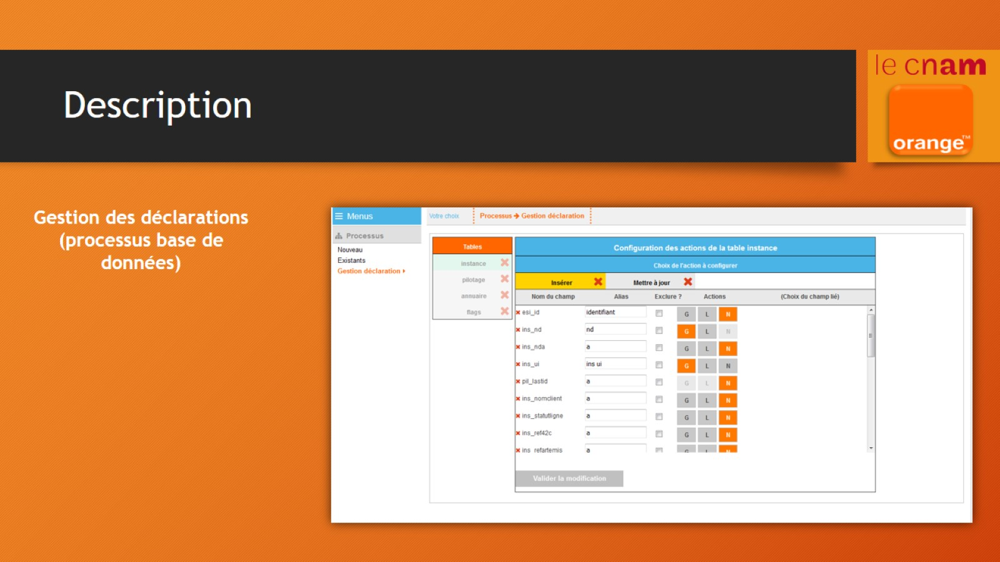 Description
le cnam
orange™
Gestion des déclarations
(processus base de
données)
Menus
Processus
Nouveau
Existants
Gestion déclaration
Votre choix
Processus → Gestion déclaration
Tables
instance
pilotage
annuaire
flags
Configuration des actions de la table instance
Choix de l'action à configurer
Insérer Mettre à jour
Nom du champ Alias Exclure ? Actions (Choix du champ lié)
esi_id identifiant G L N
ins_nd nd G L N
ins_nda a G L N
ins_ui ins ui G L N
pil_lastid a G L N
ins_nomclient a G L N
ins_statutligne a G L N
ins_ref42c a G L N
ins_refartemis a G L N
Valider la modification